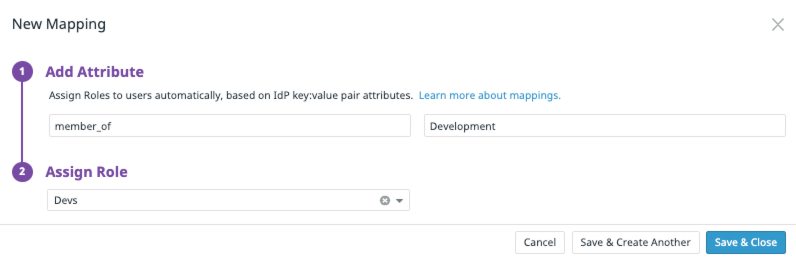 New Mapping
1 Add Attribute
Assign Roles to users automatically, based on IdP key:value pair attributes. Learn more about mappings.
member_of Development
2 Assign Role
Devs
Cancel Save & Create Another Save & Close